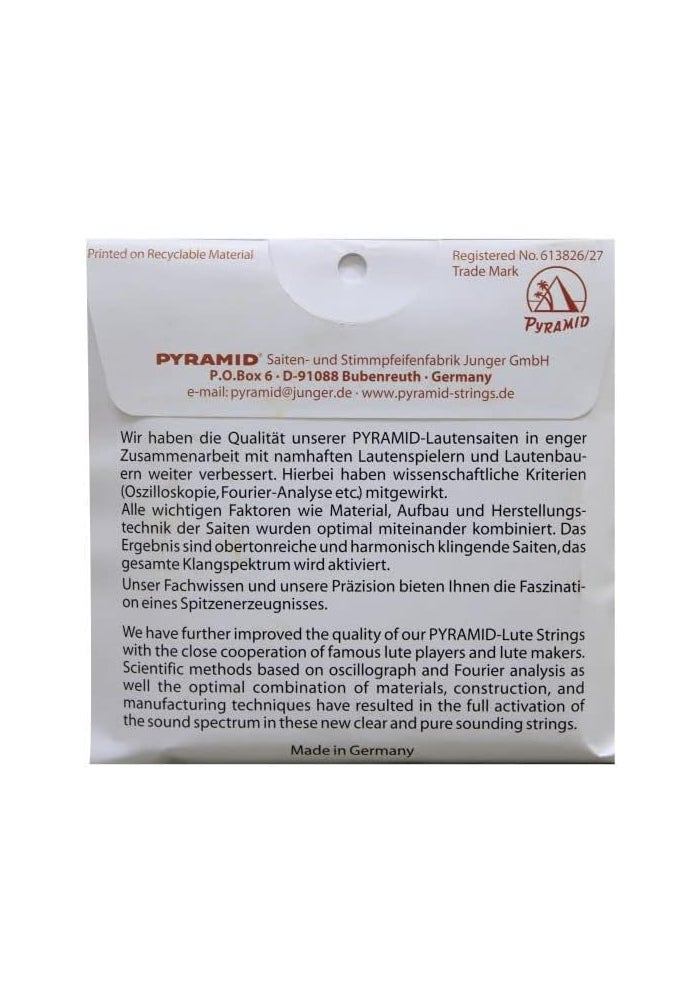 Printed on Recyclable Material
Registered No. 613826/27
Trade Mark
PYRAMID
PYRAMID® Saiten- und Stimmpfeifenfabrik Junger GmbH
P.O.Box 6 · D-91088 Bubenreuth · Germany
e-mail: pyramid@junger.de · www.pyramid-strings.de
Wir haben die Qualität unserer PYRAMID-Lautensaiten in enger
Zusammenarbeit mit namhaften Lautenspielern und Lautenbau-
ern weiter verbessert. Hierbei haben wissenschaftliche Kriterien
(Oszilloskopie, Fourier-Analyse etc.) mitgewirkt.
Alle wichtigen Faktoren wie Material, Aufbau und Herstellungs-
technik der Saiten wurden optimal miteinander kombiniert. Das
Ergebnis sind obertonreiche und harmonisch klingende Saiten, das
gesamte Klangspektrum wird aktiviert.
Unser Fachwissen und unsere Präzision bieten Ihnen die Faszinati-
on eines Spitzenerzeugnisses.
We have further improved the quality of our PYRAMID-Lute Strings
with the close cooperation of famous lute players and lute makers.
Scientific methods based on oscillograph and Fourier analysis as
well the optimal combination of materials, construction, and
manufacturing techniques have resulted in the full activation of
the sound spectrum in these new clear and pure sounding strings.
Made in Germany